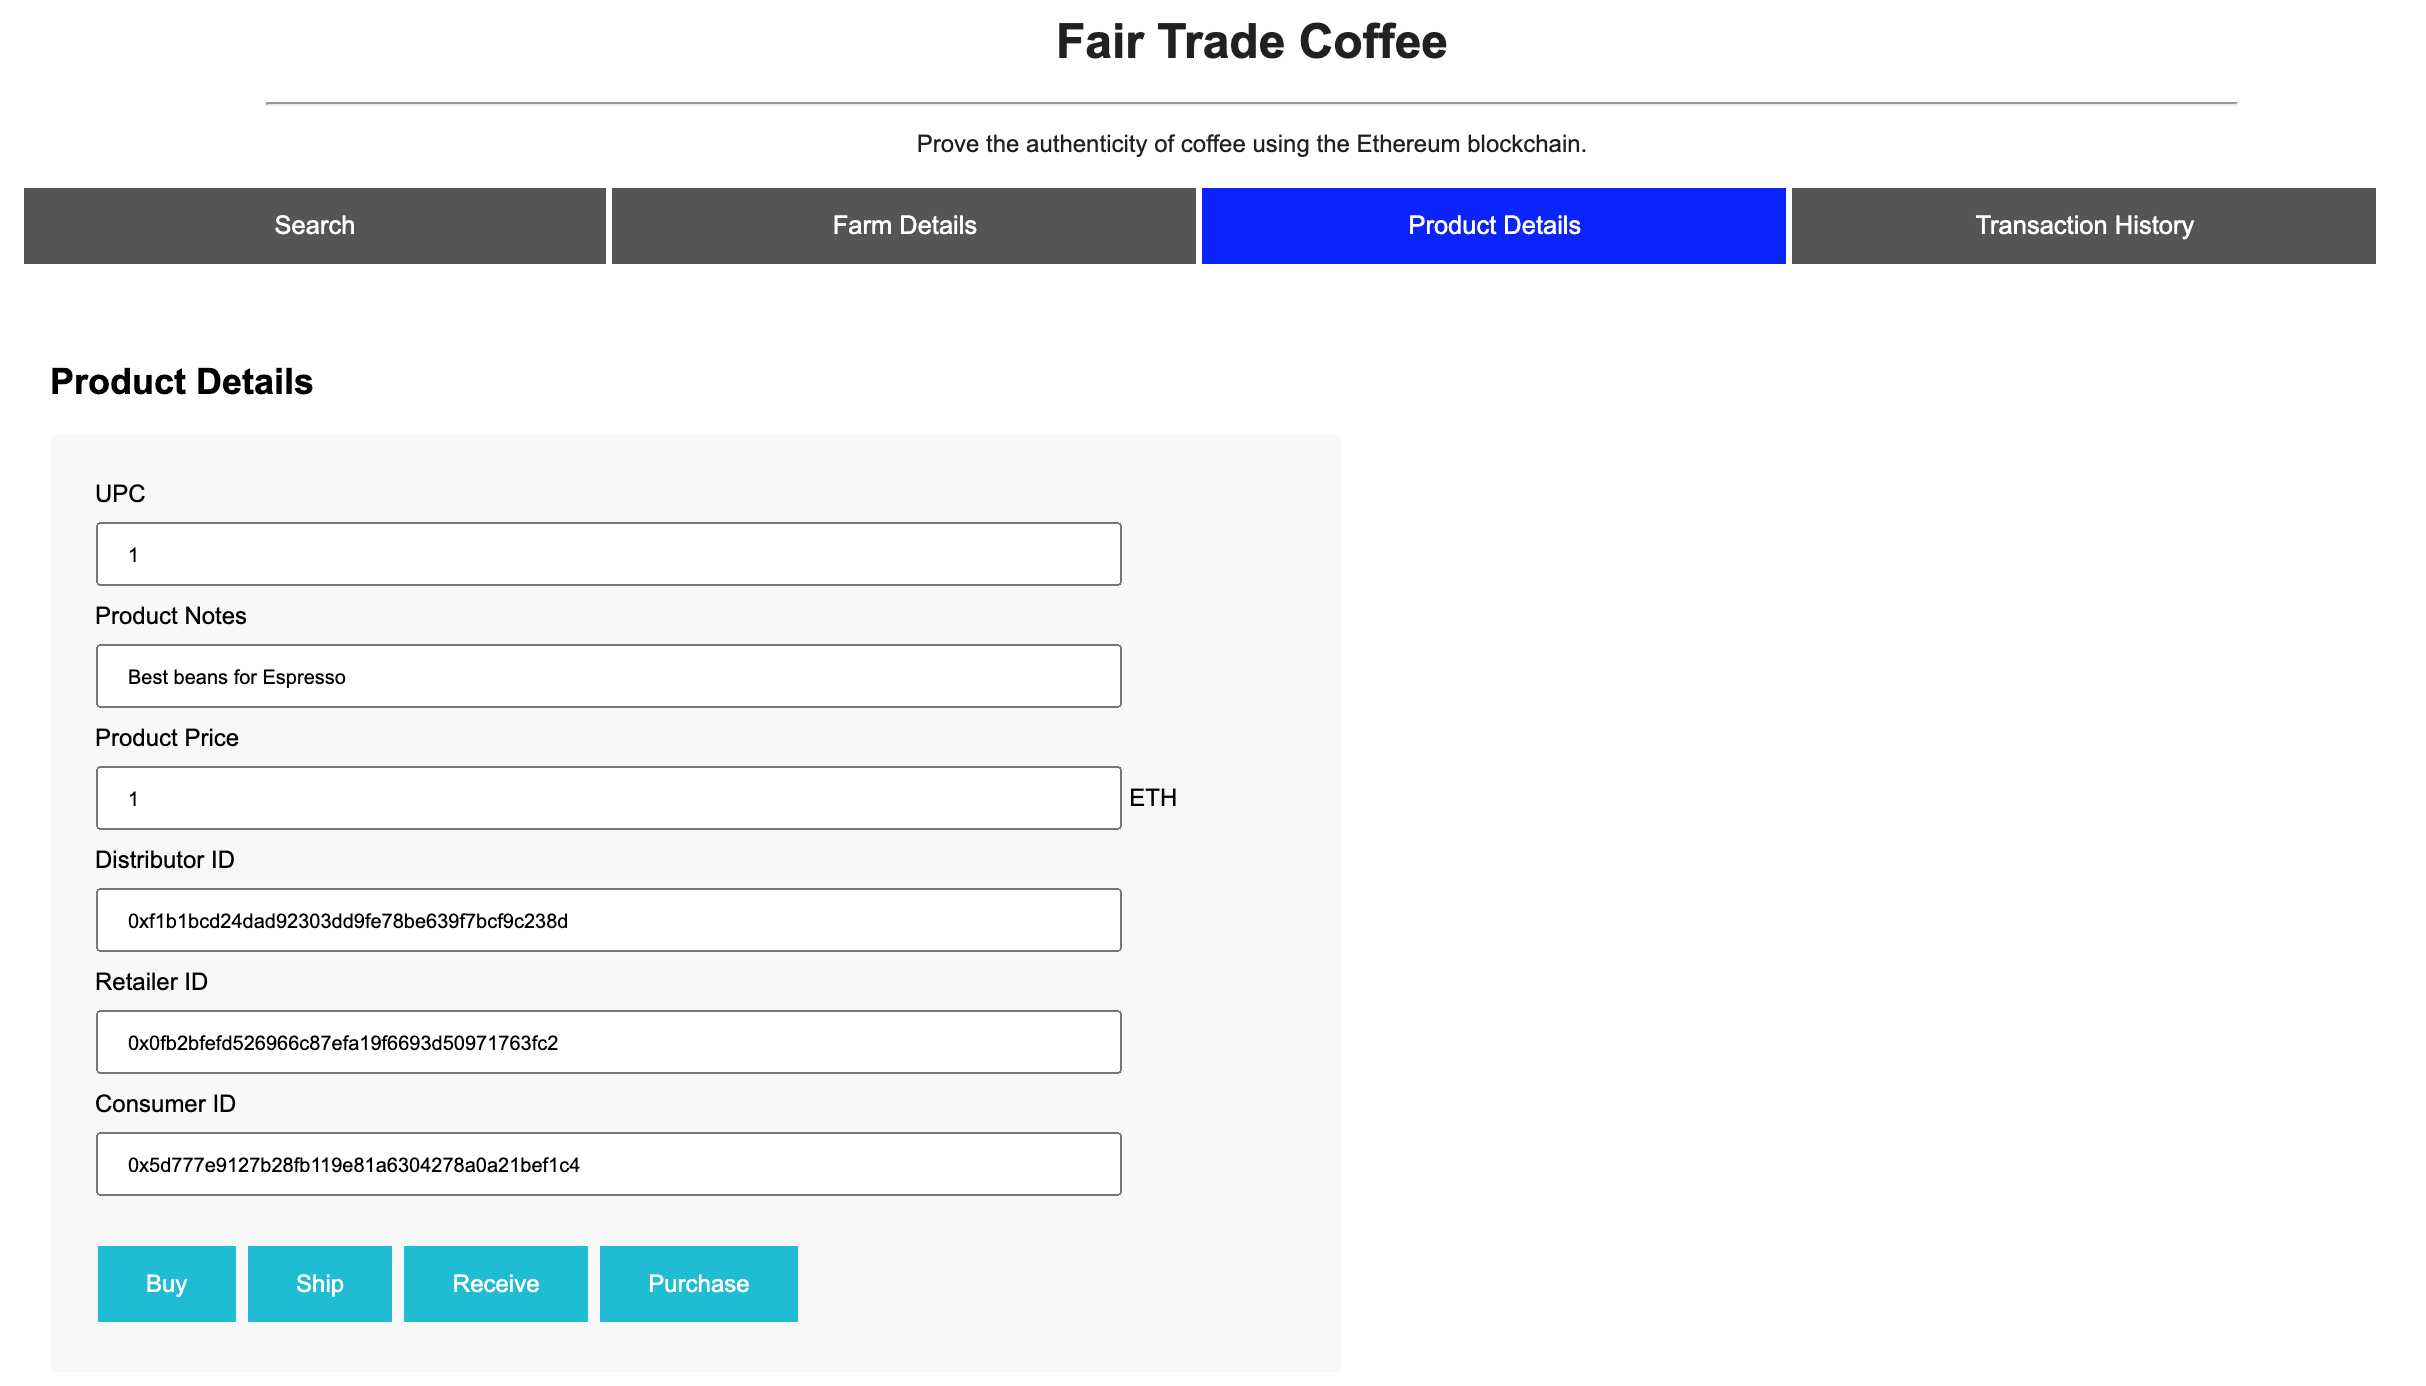 Fair Trade Coffee
Prove the authenticity of coffee using the Ethereum blockchain.
Search Farm Details Product Details Transaction History
Product Details
UPC
1
Product Notes
Best beans for Espresso
Product Price
1 ETH
Distributor ID
0xf1b1bcd24dad92303dd9fe78be639f7bcf9c238d
Retailer ID
0x0fb2bfefd526966c87efa19f6693d50971763fc2
Consumer ID
0x5d777e9127b28fb119e81a6304278a0a21bef1c4
Buy Ship Receive Purchase